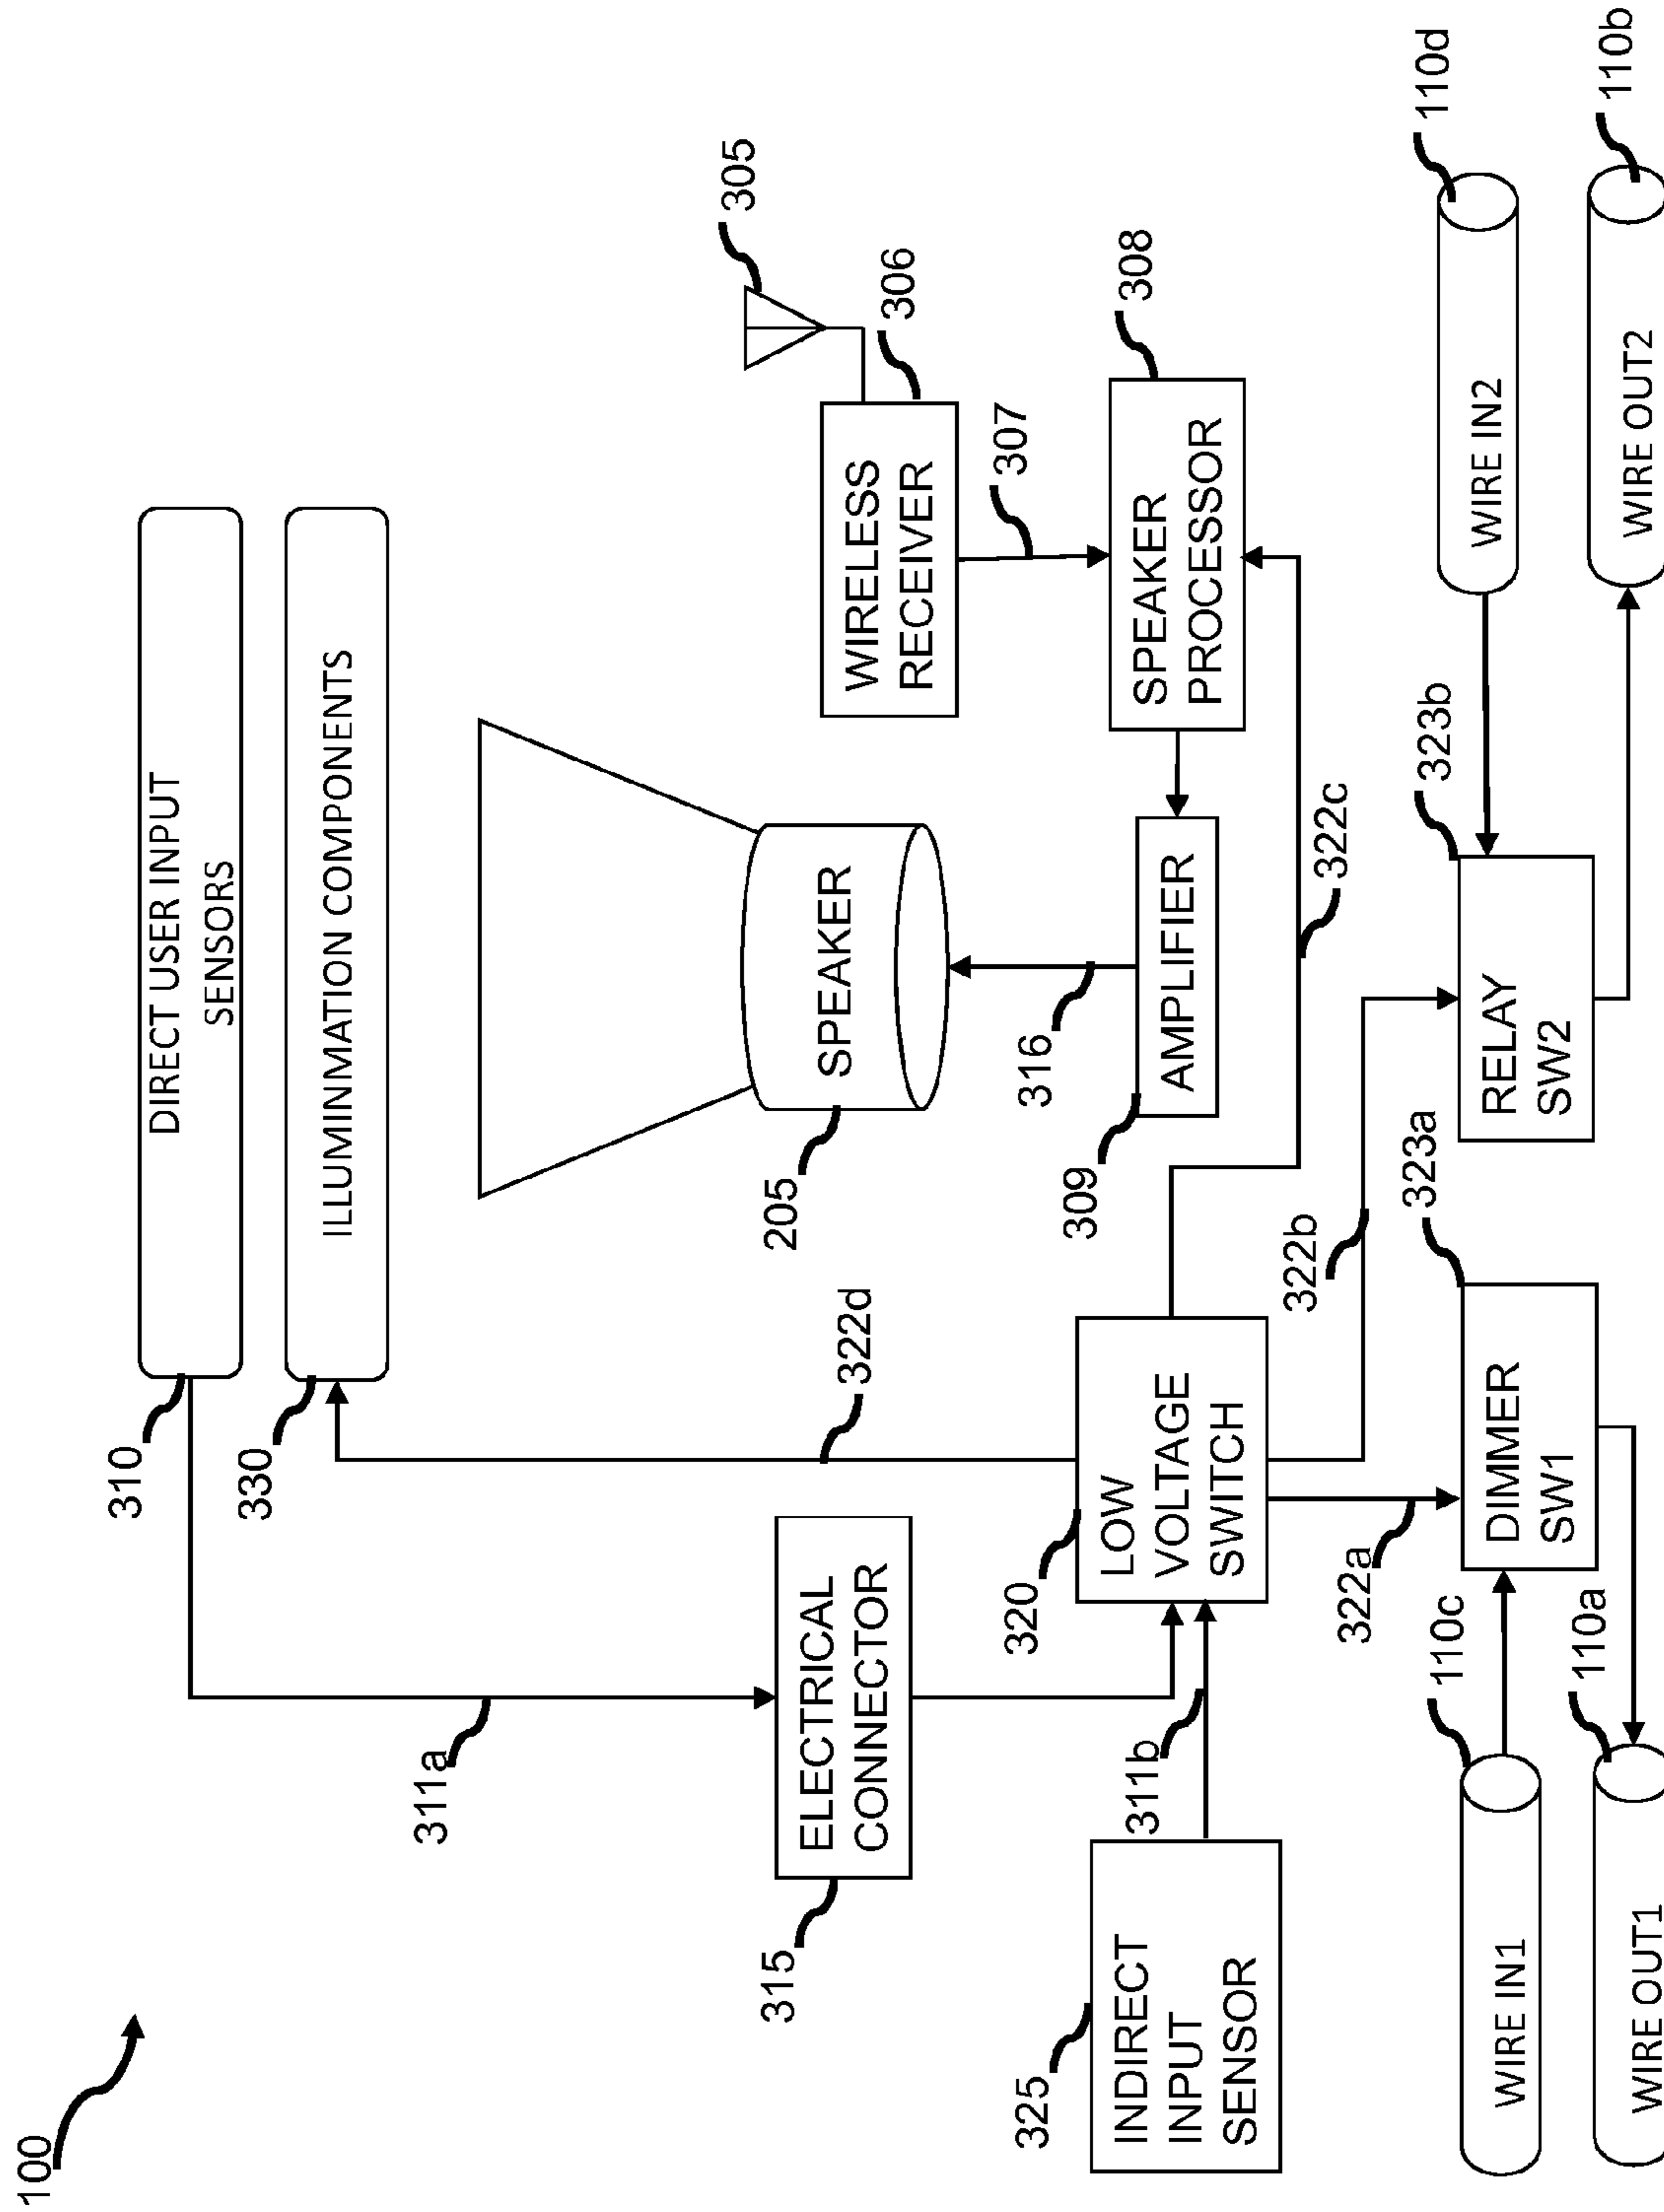 100
310
DIRECT USER INPUT
SENSORS
330
ILLUMINMATION COMPONENTS
311a
322d
205
SPEAKER
305
WIRELESS
RECEIVER
306
307
315
ELECTRICAL
CONNECTOR
316
309
AMPLIFIER
SPEAKER
PROCESSOR
308
325
INDIRECT
INPUT
SENSOR
311b
320
LOW
VOLTAGE
SWITCH
322c
322b
322a
110c
WIRE IN1
110a
WIRE OUT1
DIMMER
SW1
323a
RELAY
SW2
323b
WIRE IN2
110d
WIRE OUT2
110b